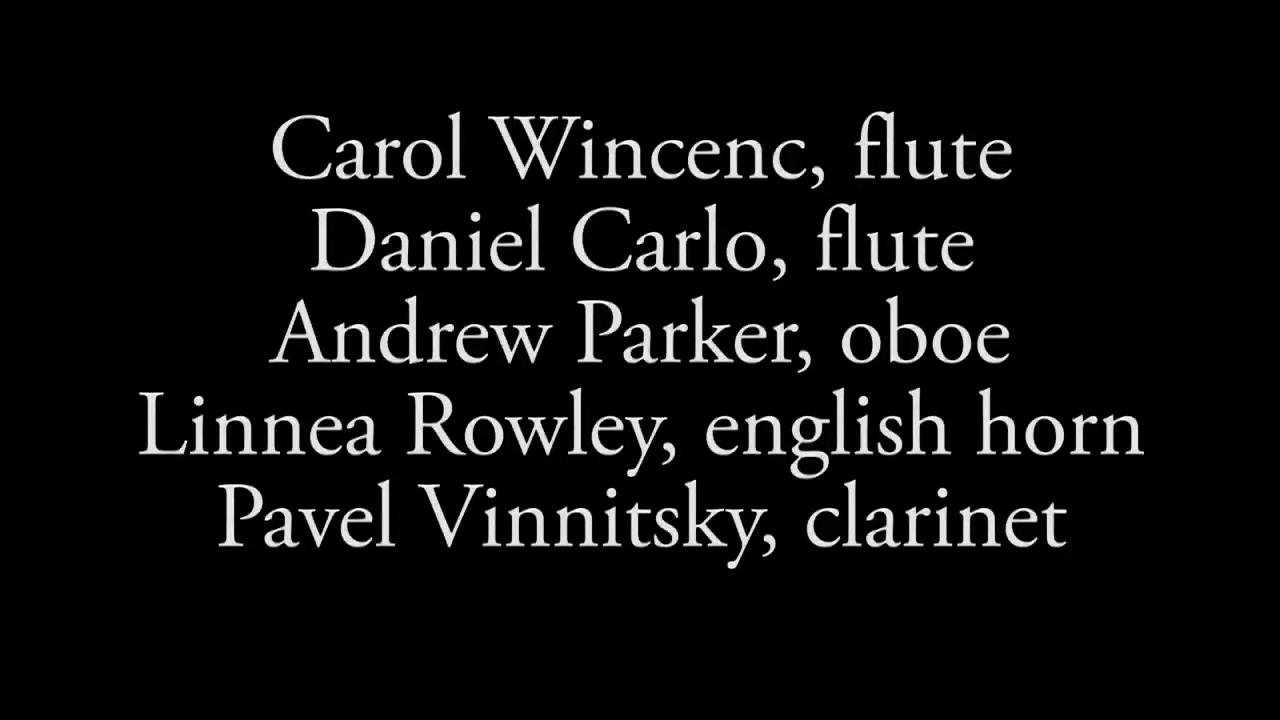 Carol Wincenc, flute
Daniel Carlo, flute
Andrew Parker, oboe
Linnea Rowley, english horn
Pavel Vinnitsky, clarinet